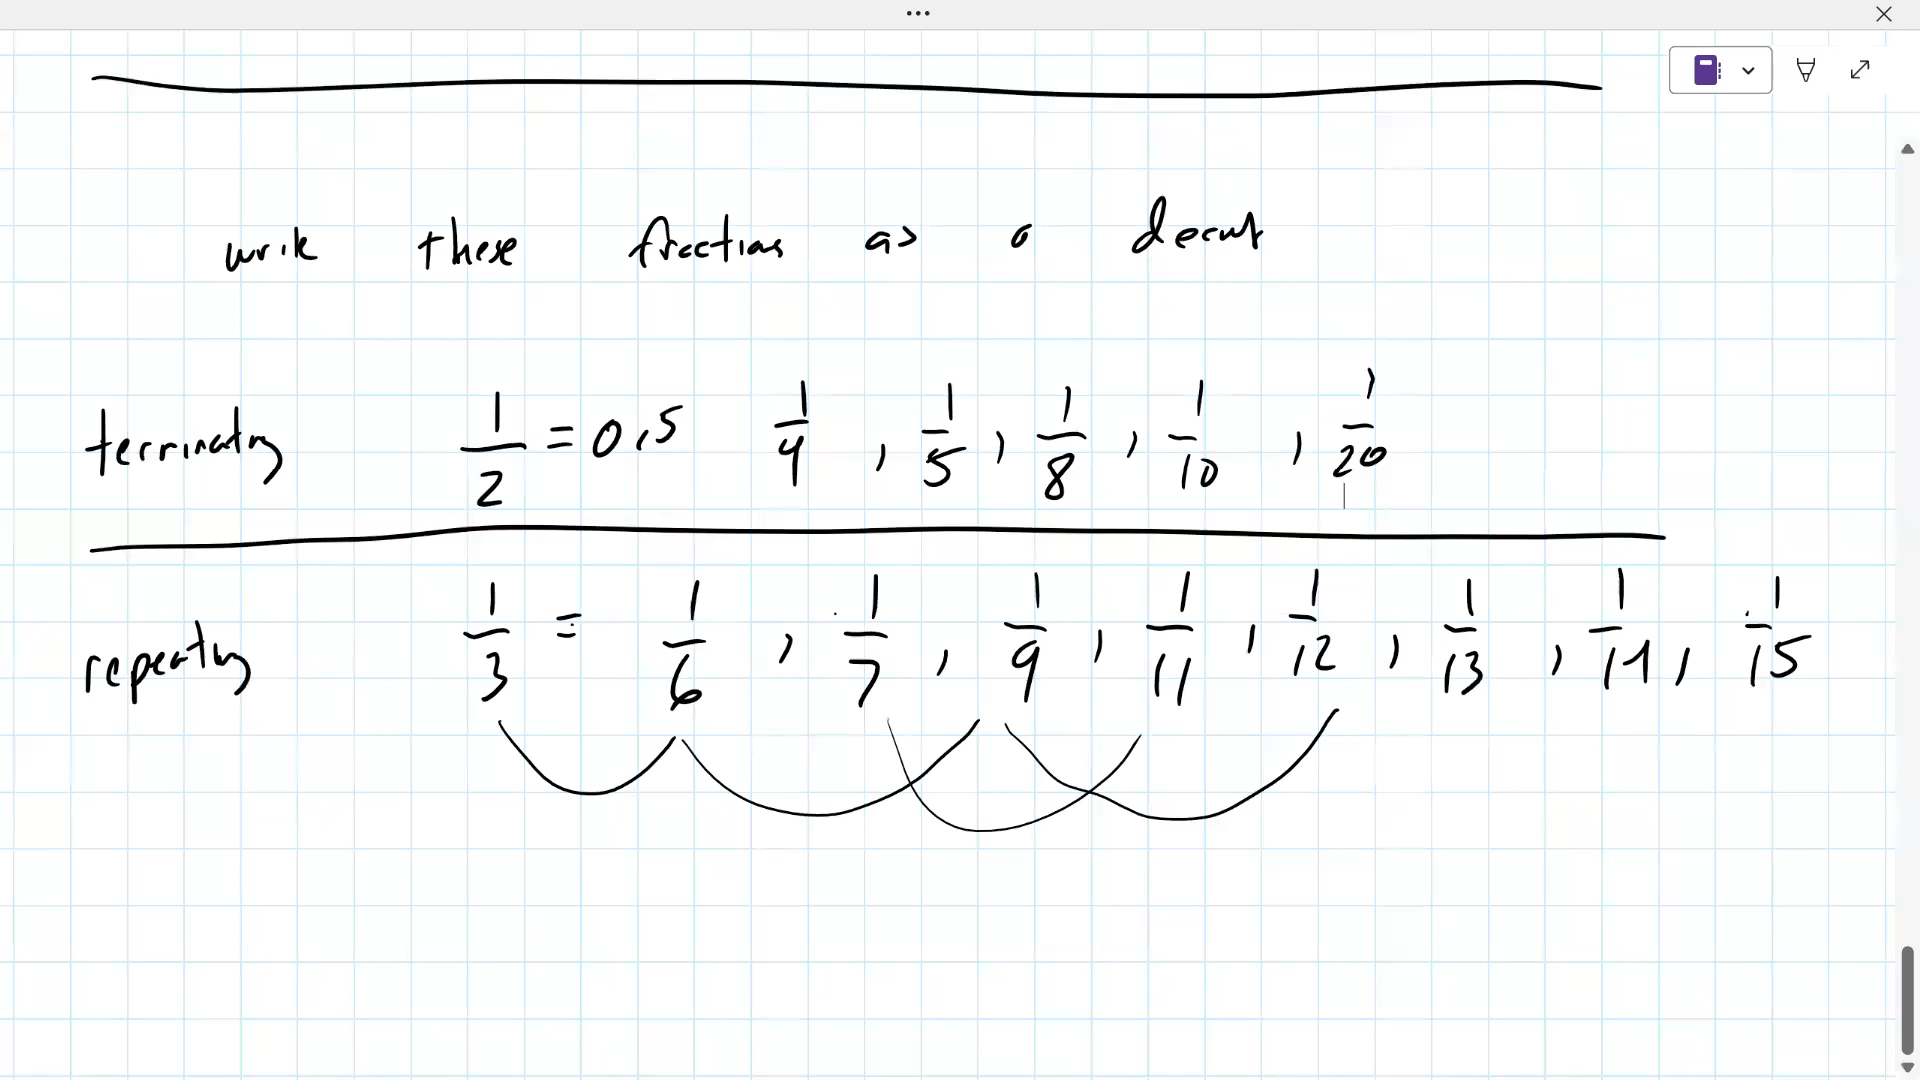 write these fractions as a
terminating 1/2 = 0.5 1/4 , 1/5 , 1/8 , 1/10 , 1/20
repeating 1/3 = 1/6 , 1/7 , 1/9 , 1/11 , 1/12 , 1/13 , 1/14 , 1/15